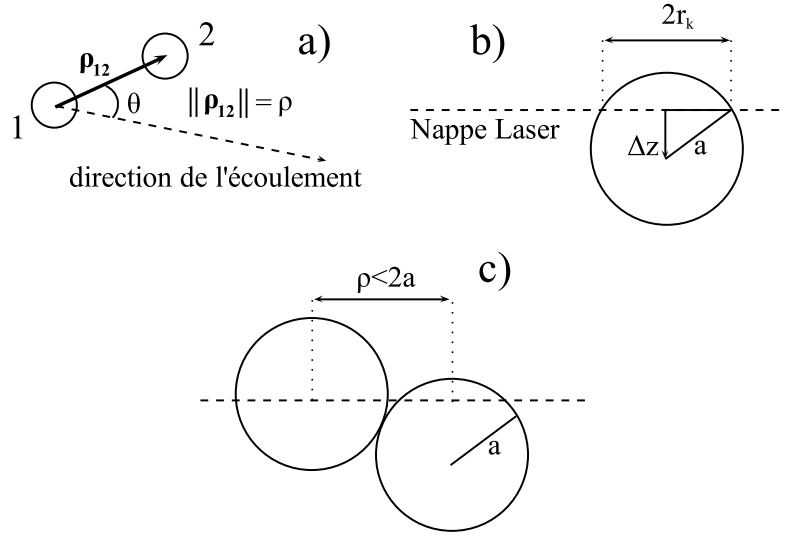 2
a)
ρ₁₂
θ
||ρ₁₂|| = ρ
1
direction de l'écoulement
b)
2rₖ
Nappe Laser
Δz
a
c)
ρ<2a
a